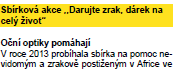 Sbírková akce „Darujte zrak, dárek na
celý život“
Oční optiky pomáhají
V roce 2013 probíhala sbírka na pomoc ne-
vidomým a zrakově postiženým v Africe ve